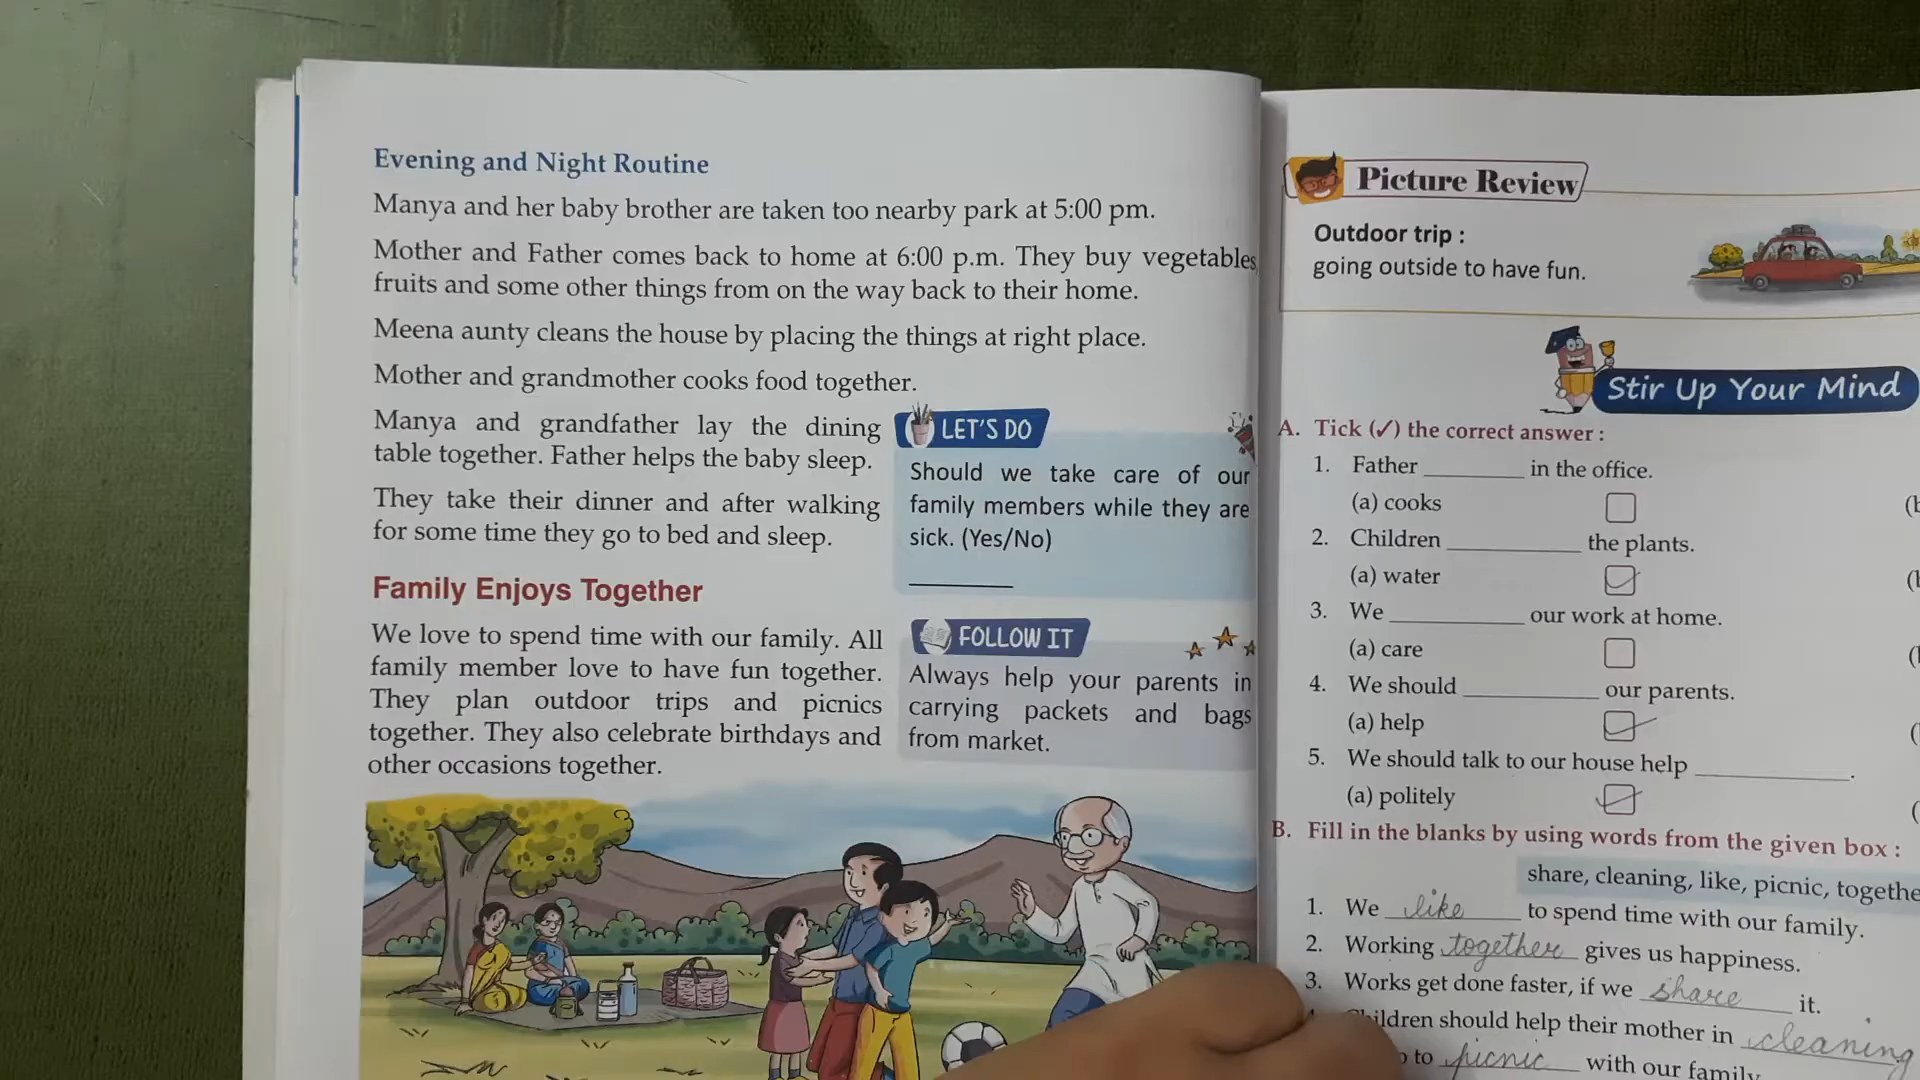 Evening and Night Routine
Manya and her baby brother are taken too nearby park at 5:00 pm.
Mother and Father comes back to home at 6:00 p.m. They buy vegetables
fruits and some other things from on the way back to their home.
Meena aunty cleans the house by placing the things at right place.
Mother and grandmother cooks food together.
Manya and grandfather lay the dining
table together. Father helps the baby sleep.
They take their dinner and after walking
for some time they go to bed and sleep.
LET'S DO
Should we take care of our
family members while they are
sick. (Yes/No)
Family Enjoys Together
We love to spend time with our family. All
family member love to have fun together.
They plan outdoor trips and picnics
together. They also celebrate birthdays and
other occasions together.
FOLLOW IT
Always help your parents in
carrying packets and bags
from market.
Picture Review
Outdoor trip :
going outside to have fun.
Stir Up Your Mind
A. Tick (✓) the correct answer :
1. Father ________ in the office.
(a) cooks
2. Children ________ the plants.
(a) water
3. We ________ our work at home.
(a) care
4. We should ________ our parents.
(a) help
5. We should talk to our house help ________.
(a) politely
B. Fill in the blanks by using words from the given box :
share, cleaning, like, picnic, togethe
1. We like to spend time with our family.
2. Working together gives us happiness.
3. Works get done faster, if we share it.
ildren should help their mother in cleaning
to picnic with our family